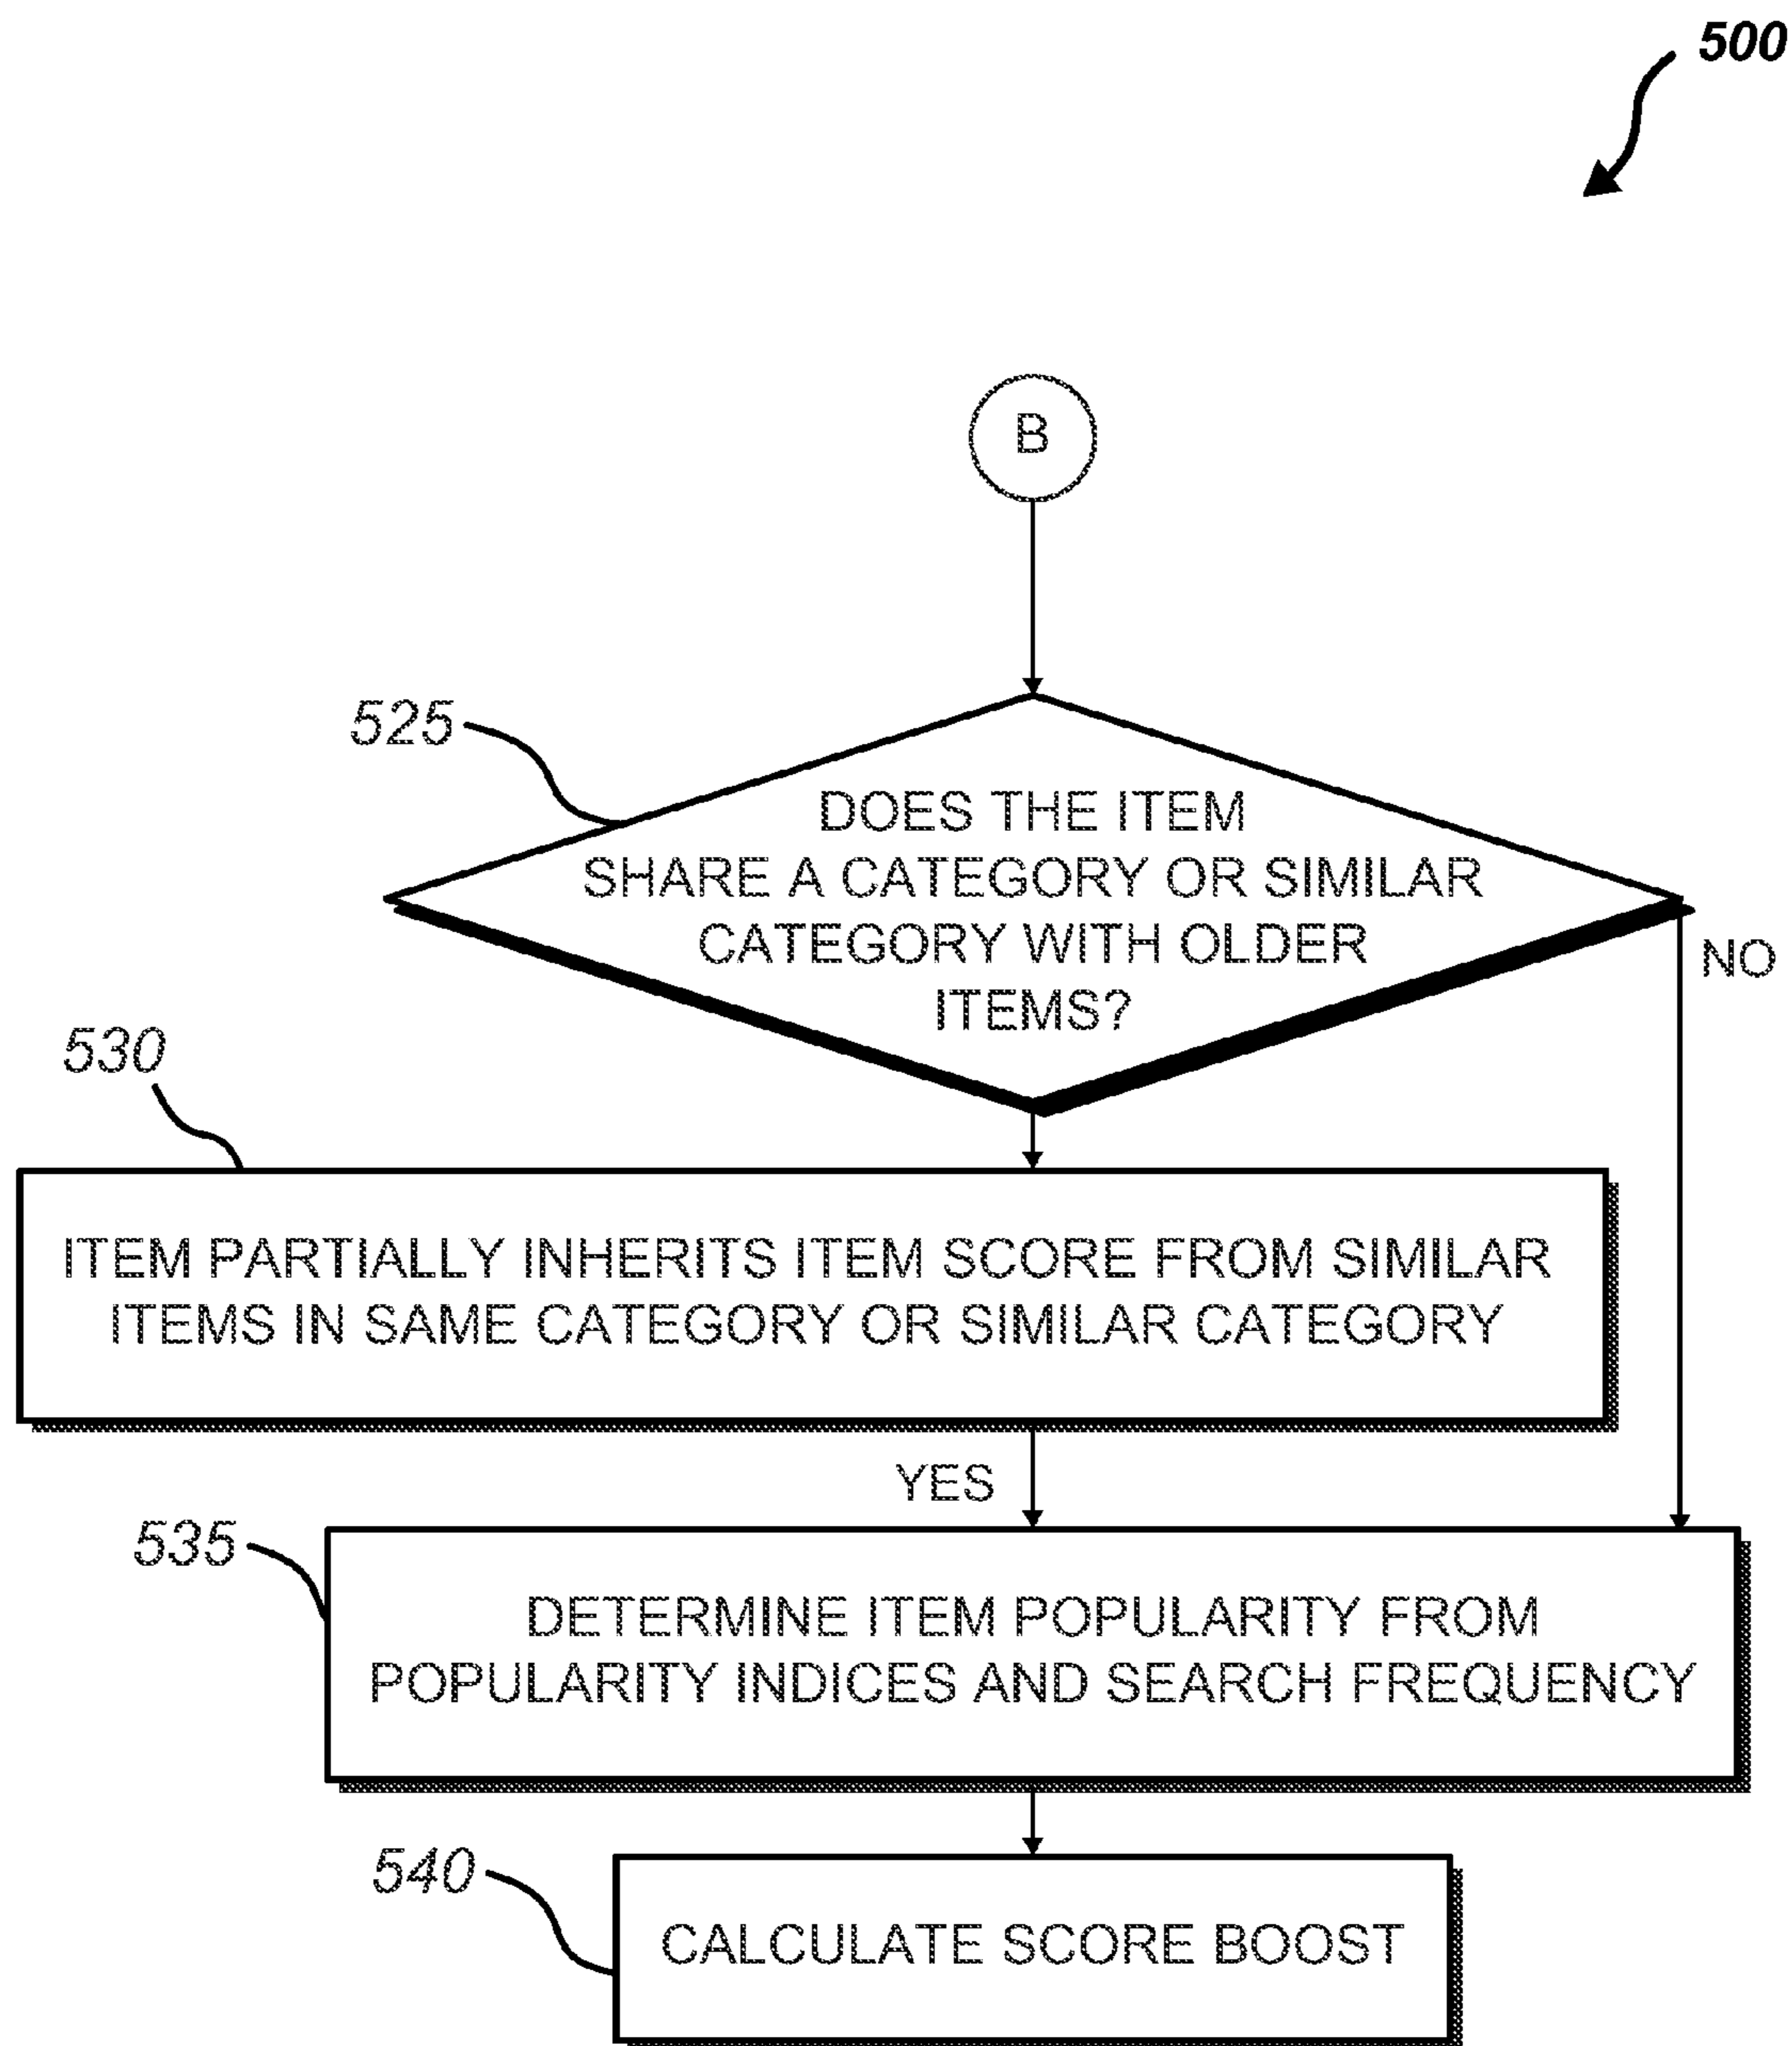 500
B
525
DOES THE ITEM
SHARE A CATEGORY OR SIMILAR
CATEGORY WITH OLDER
ITEMS?
NO
530
ITEM PARTIALLY INHERITS ITEM SCORE FROM SIMILAR
ITEMS IN SAME CATEGORY OR SIMILAR CATEGORY
YES
535
DETERMINE ITEM POPULARITY FROM
POPULARITY INDICES AND SEARCH FREQUENCY
540
CALCULATE SCORE BOOST